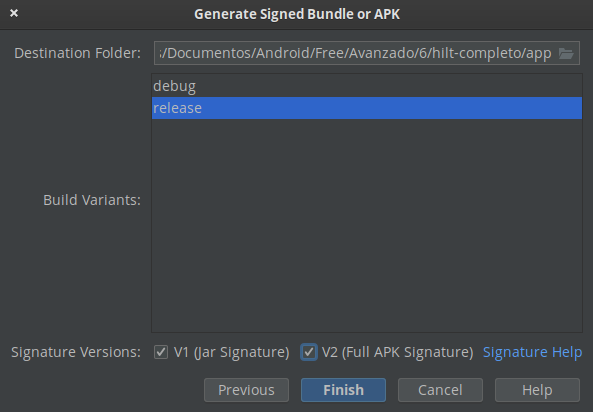 Generate Signed Bundle or APK
Destination Folder: s/Documentos/Android/Free/Avanzado/6/hilt-completo/app
debug
release
Build Variants:
Signature Versions: V1 (Jar Signature) V2 (Full APK Signature) Signature Help
Previous Finish Cancel Help